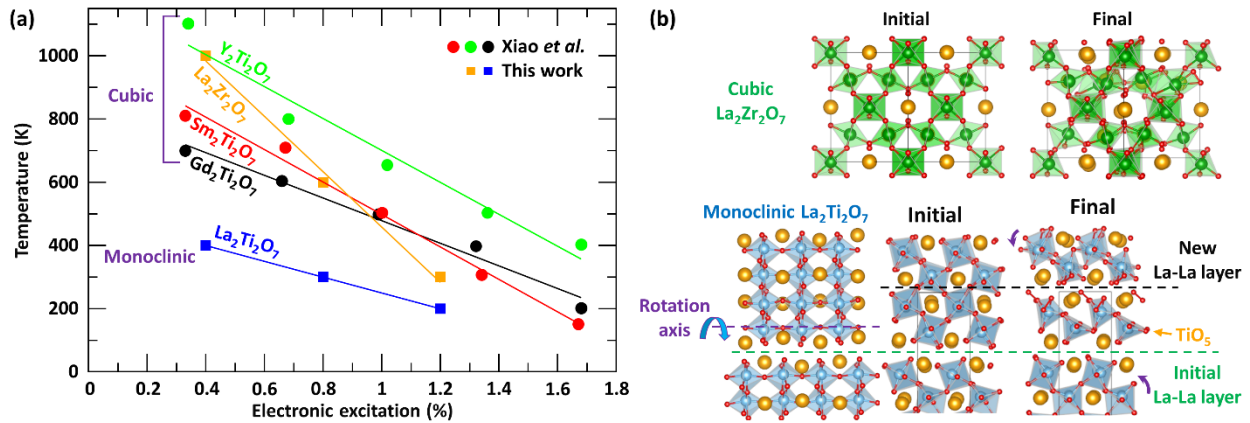 (a)
Temperature (K)
1000
800
600
400
200
0
0
0.2
0.4
0.6
0.8
1
1.2
1.4
1.6
1.8
Electronic excitation (%)
Cubic
Monoclinic
Y₂Ti₂O₇
La₂Zr₂O₇
Sm₂Ti₂O₇
Gd₂Ti₂O₇
La₂Ti₂O₇
Xiao et al.
This work
(b)
Initial
Final
Cubic
La₂Zr₂O₇
Monoclinic La₂Ti₂O₇
Initial
Final
New
La-La layer
Rotation
axis
TiO₅
Initial
La-La layer